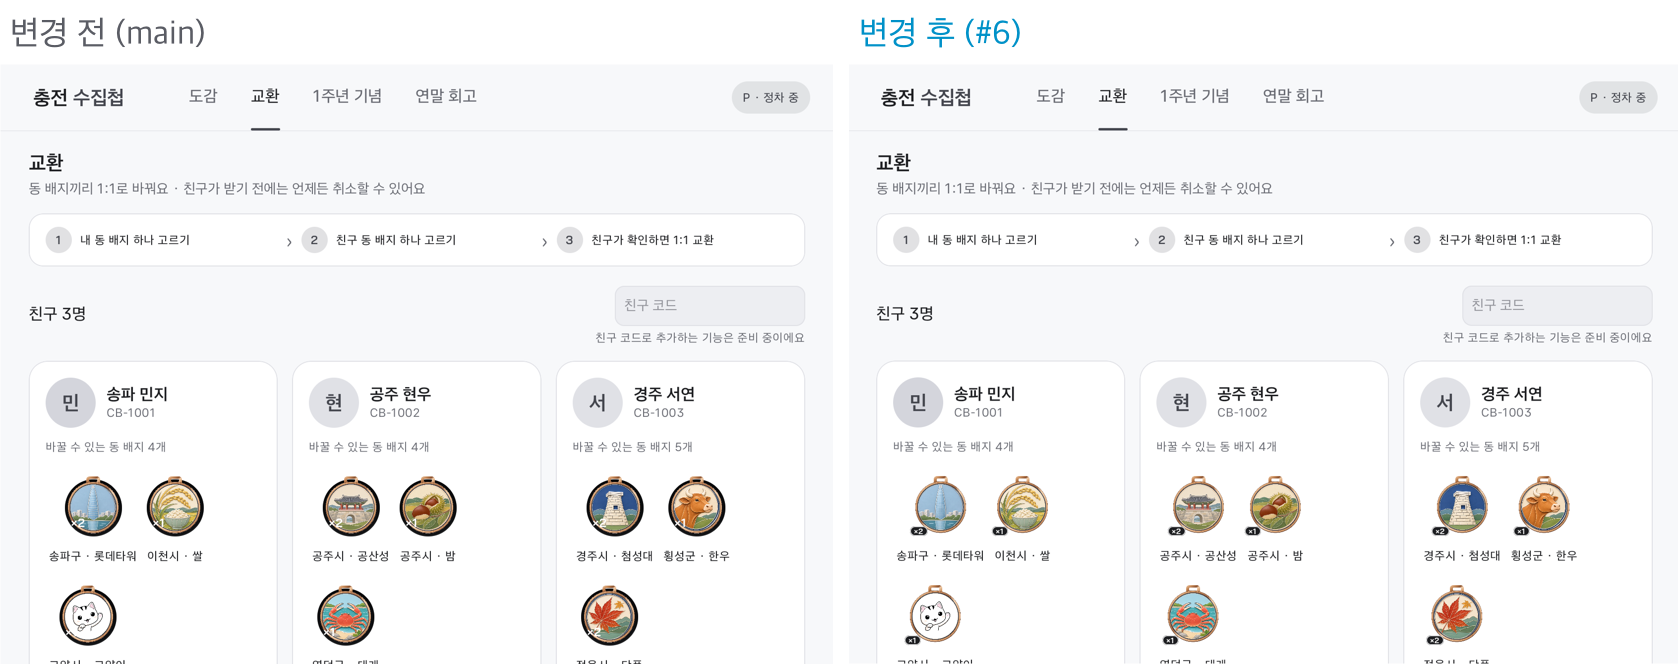 변경 전 (main)
충전 수집첩 도감 교환 1주년 기념 연말 회고 P · 정차 중
교환
동 배지끼리 1:1로 바꿔요 · 친구가 받기 전에는 언제든 취소할 수 있어요
1 내 동 배지 하나 고르기 › 2 친구 동 배지 하나 고르기 › 3 친구가 확인하면 1:1 교환
친구 3명
친구 코드
친구 코드로 추가하는 기능은 준비 중이에요
민 송파 민지
CB-1001
바꿀 수 있는 동 배지 4개
×2 ×1
송파구 · 롯데타워 이천시 · 쌀
현 공주 현우
CB-1002
바꿀 수 있는 동 배지 4개
×2 ×1
공주시 · 공산성 공주시 · 밤
×1
서 경주 서연
CB-1003
바꿀 수 있는 동 배지 5개
×2 ×1
경주시 · 첨성대 횡성군 · 한우
×2
변경 후 (#6)
충전 수집첩 도감 교환 1주년 기념 연말 회고 P · 정차 중
교환
동 배지끼리 1:1로 바꿔요 · 친구가 받기 전에는 언제든 취소할 수 있어요
1 내 동 배지 하나 고르기 › 2 친구 동 배지 하나 고르기 › 3 친구가 확인하면 1:1 교환
친구 3명
친구 코드
친구 코드로 추가하는 기능은 준비 중이에요
민 송파 민지
CB-1001
바꿀 수 있는 동 배지 4개
×2 ×1
송파구 · 롯데타워 이천시 · 쌀
×1
현 공주 현우
CB-1002
바꿀 수 있는 동 배지 4개
×2 ×1
공주시 · 공산성 공주시 · 밤
×1
서 경주 서연
CB-1003
바꿀 수 있는 동 배지 5개
×2 ×1
경주시 · 첨성대 횡성군 · 한우
×2